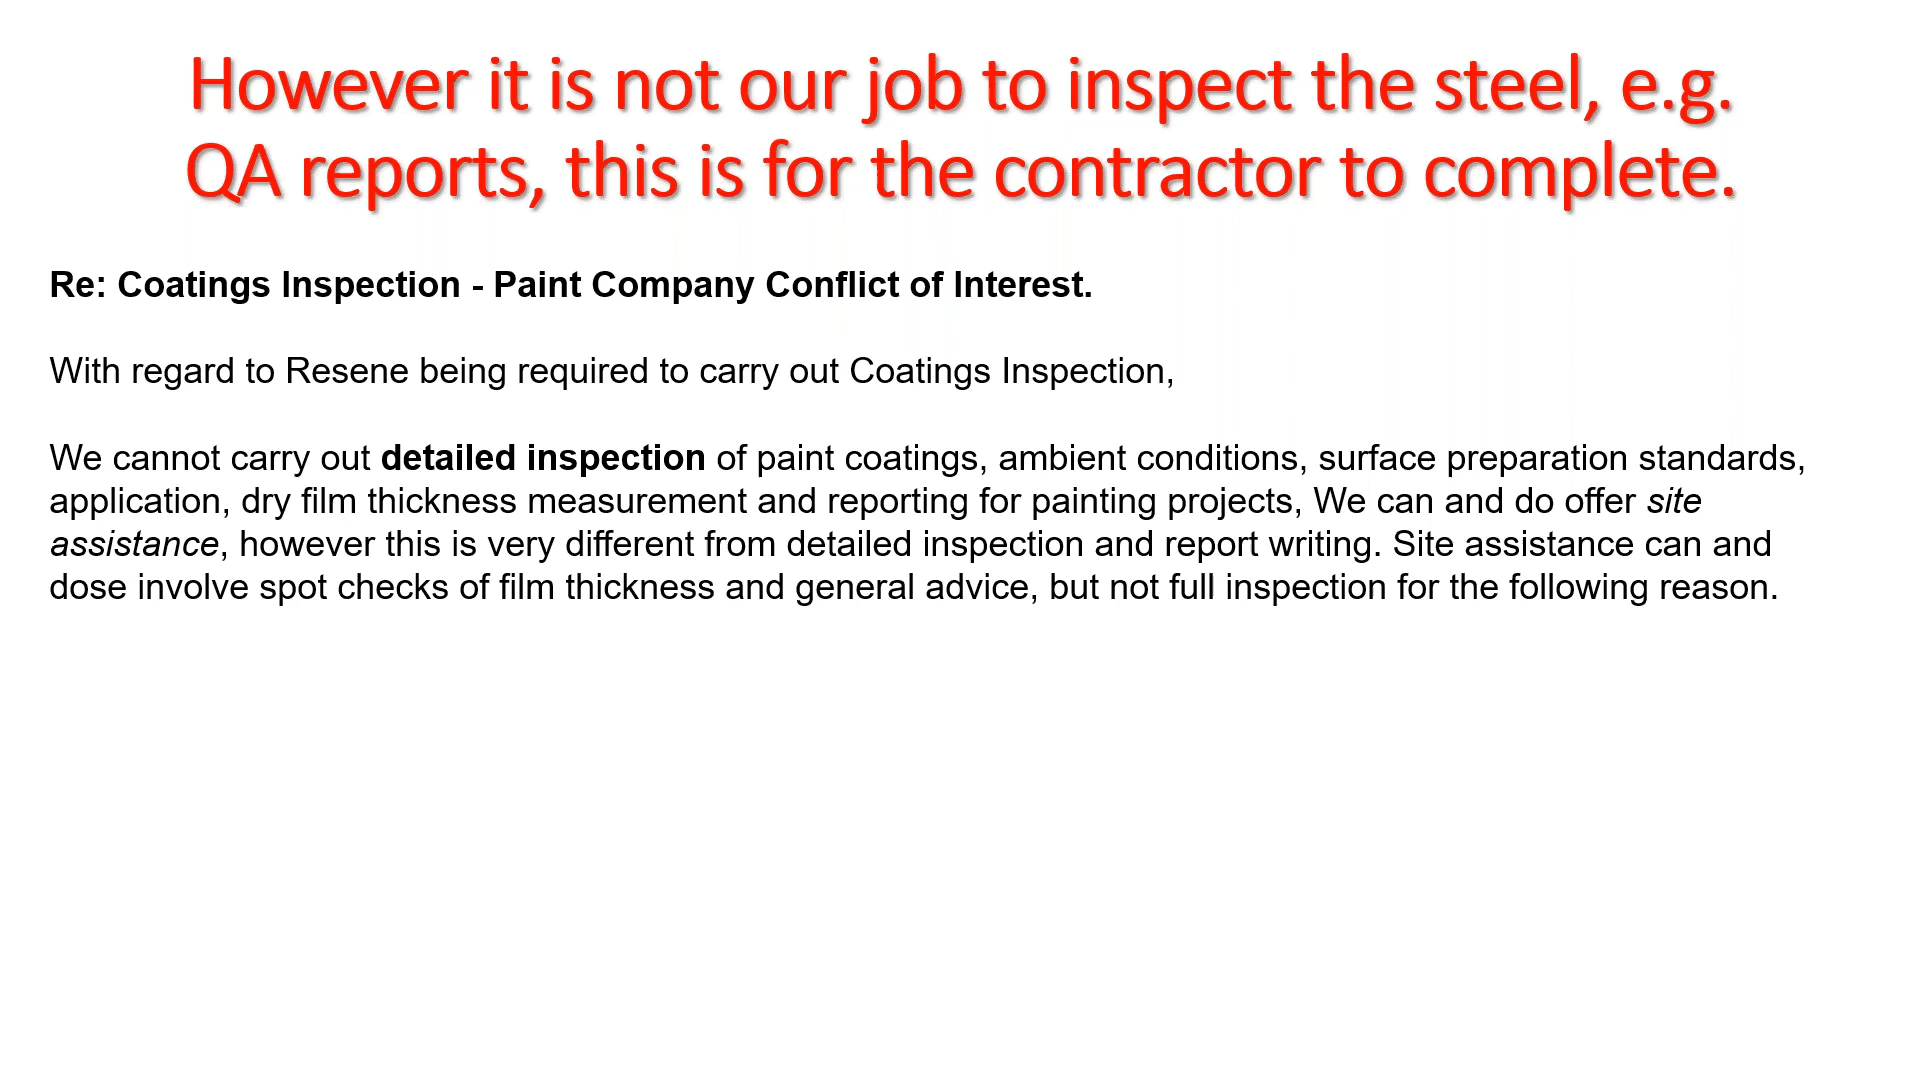 However it is not our job to inspect the steel, e.g.
QA reports, this is for the contractor to complete.
Re: Coatings Inspection - Paint Company Conflict of Interest.
With regard to Resene being required to carry out Coatings Inspection,
We cannot carry out detailed inspection of paint coatings, ambient conditions, surface preparation standards,
application, dry film thickness measurement and reporting for painting projects, We can and do offer site
assistance, however this is very different from detailed inspection and report writing. Site assistance can and
dose involve spot checks of film thickness and general advice, but not full inspection for the following reason.